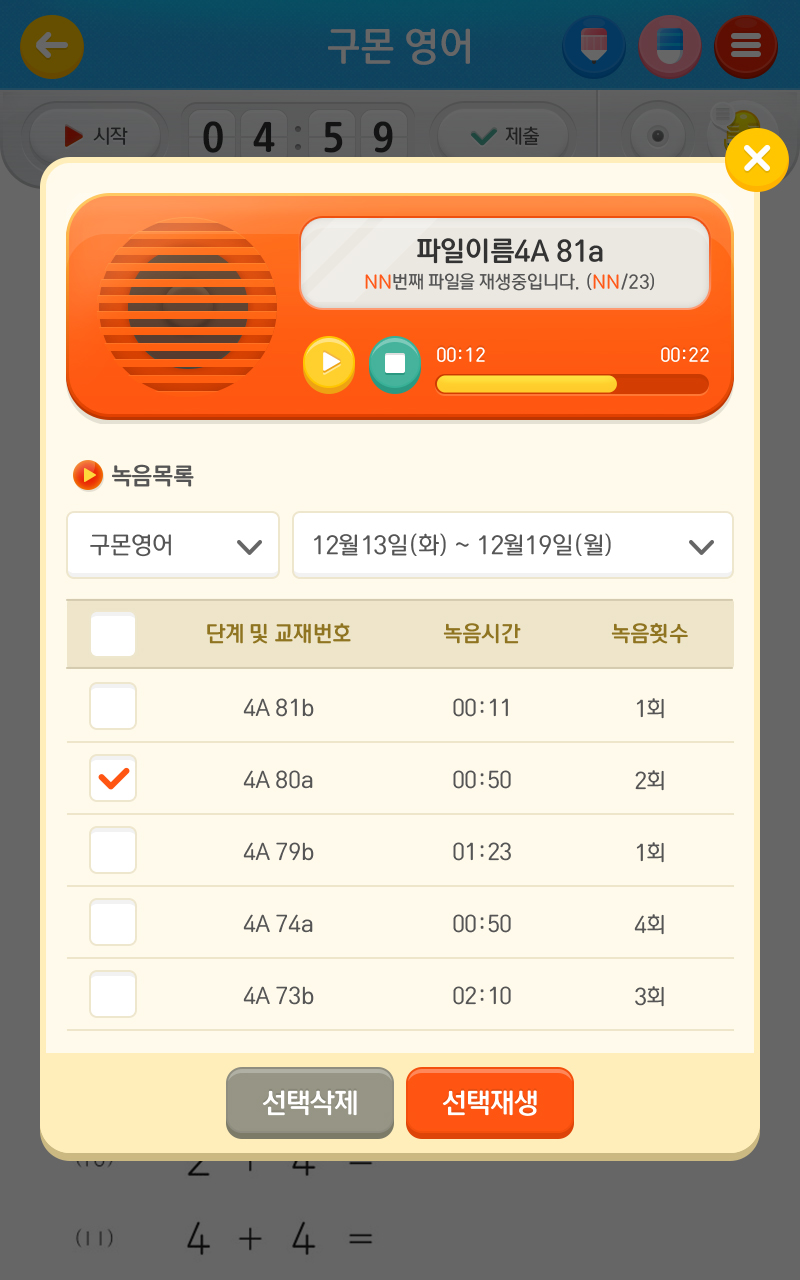 구몬 영어
시작 04:59 제출
파일이름4A 81a
NN번째 파일을 재생중입니다. (NN/23)
00:12 00:22
녹음목록
구몬영어 12월13일(화) ~ 12월19일(월)
단계 및 교재번호 녹음시간 녹음횟수
4A 81b 00:11 1회
4A 80a 00:50 2회
4A 79b 01:23 1회
4A 74a 00:50 4회
4A 73b 02:10 3회
선택삭제 선택재생
2 + 4 =
(11) 4 + 4 =